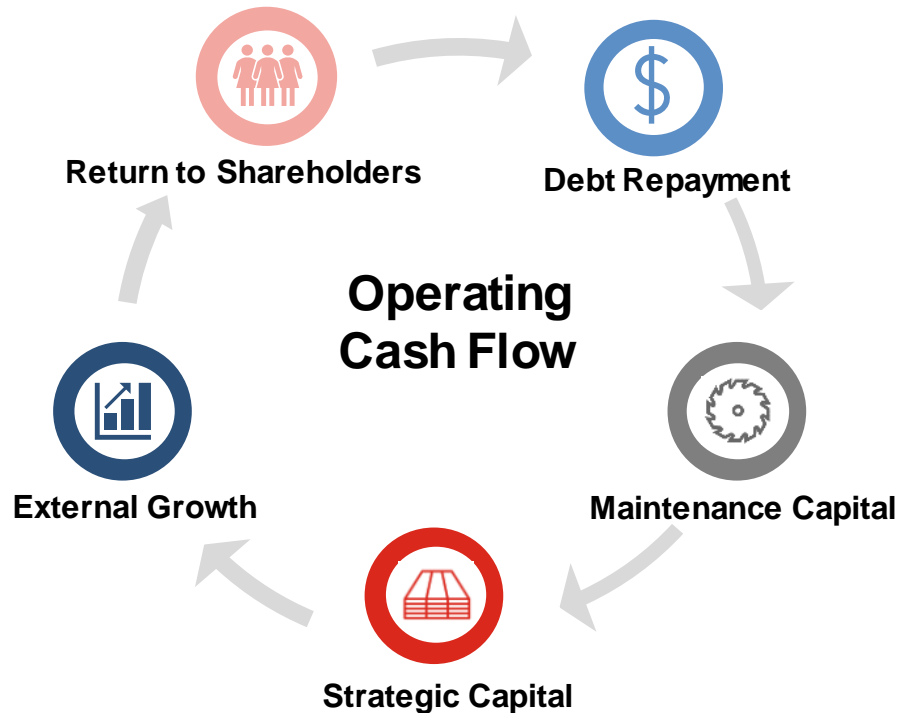 Return to Shareholders
Debt Repayment
Operating
Cash Flow
External Growth
Maintenance Capital
Strategic Capital